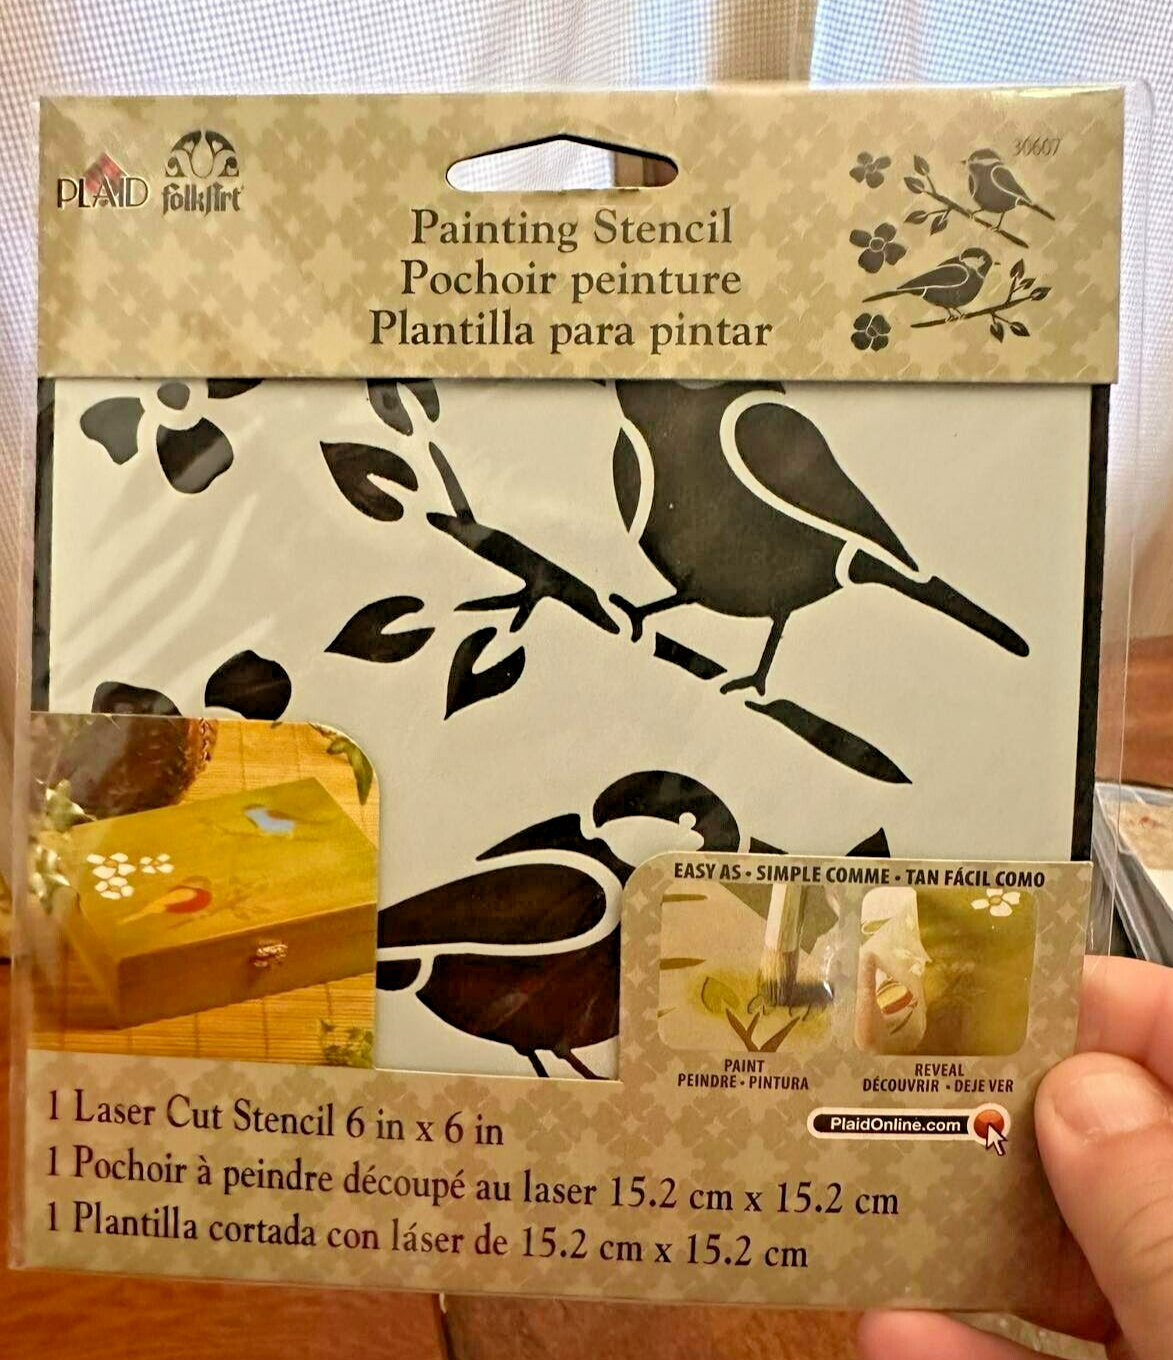 PLAID
folkArt
30607
Painting Stencil
Pochoir peinture
Plantilla para pintar
EASY AS • SIMPLE COMME • TAN FÁCIL COMO
PAINT
PEINDRE • PINTURA
REVEAL
DÉCOUVRIR • DEJE VER
PlaidOnline.com
1 Laser Cut Stencil 6 in x 6 in
1 Pochoir à peindre découpé au laser 15.2 cm x 15.2 cm
1 Plantilla cortada con láser de 15.2 cm x 15.2 cm